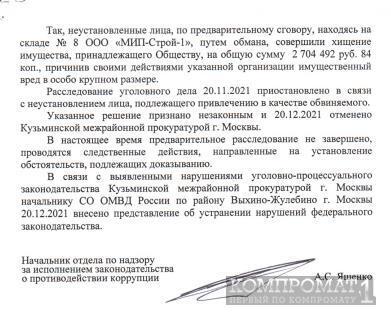 Так, неустановленные лица, по предварительному сговору, находясь на
складе № 8 ООО «МИП-Строй-1», путем обмана, совершили хищение
имущества, принадлежащего Обществу, на общую сумму 2 704 492 руб. 84
коп., причинив своими действиями указанной организации имущественный
вред в особо крупном размере.
Расследование уголовного дела 20.11.2021 приостановлено в связи
с неустановлением лица, подлежащего привлечению в качестве обвиняемого.
Указанное решение признано незаконным и 20.12.2021 отменено
Кузьминской межрайонной прокуратурой г. Москвы.
В настоящее время предварительное расследование не завершено,
проводятся следственные действия, направленные на установление
обстоятельств, подлежащих доказыванию.
В связи с выявленными нарушениями уголовно-процессуального
законодательства Кузьминской межрайонной прокуратурой г. Москвы
начальнику СО ОМВД России по району Выхино-Жулебино г. Москвы
20.12.2021 внесено представление об устранении нарушений федерального
законодательства.
Начальник отдела по надзору
за исполнением законодательства
о противодействии коррупции
А.С. Яшенко
КОМПРОМАТ 1
ПЕРВЫЙ ПО КОМПРОМАТУ